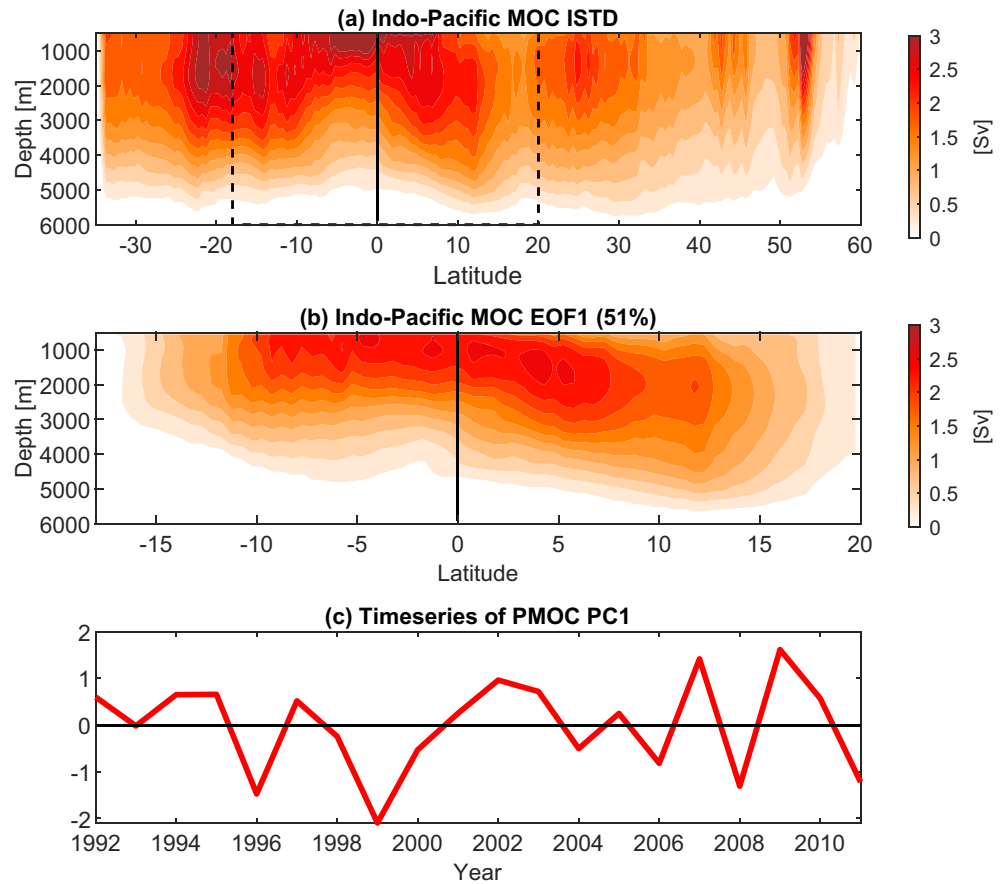 (a) Indo-Pacific MOC ISTD
Depth [m]
1000
2000
3000
4000
5000
6000
-30 -20 -10 0 10 20 30 40 50 60
Latitude
3
2.5
2
1.5
1
0.5
0
[Sv]
(b) Indo-Pacific MOC EOF1 (51%)
Depth [m]
1000
2000
3000
4000
5000
6000
-15 -10 -5 0 5 10 15 20
Latitude
3
2.5
2
1.5
1
0.5
0
[Sv]
(c) Timeseries of PMOC PC1
2
1
0
-1
-2
1992 1994 1996 1998 2000 2002 2004 2006 2008 2010
Year